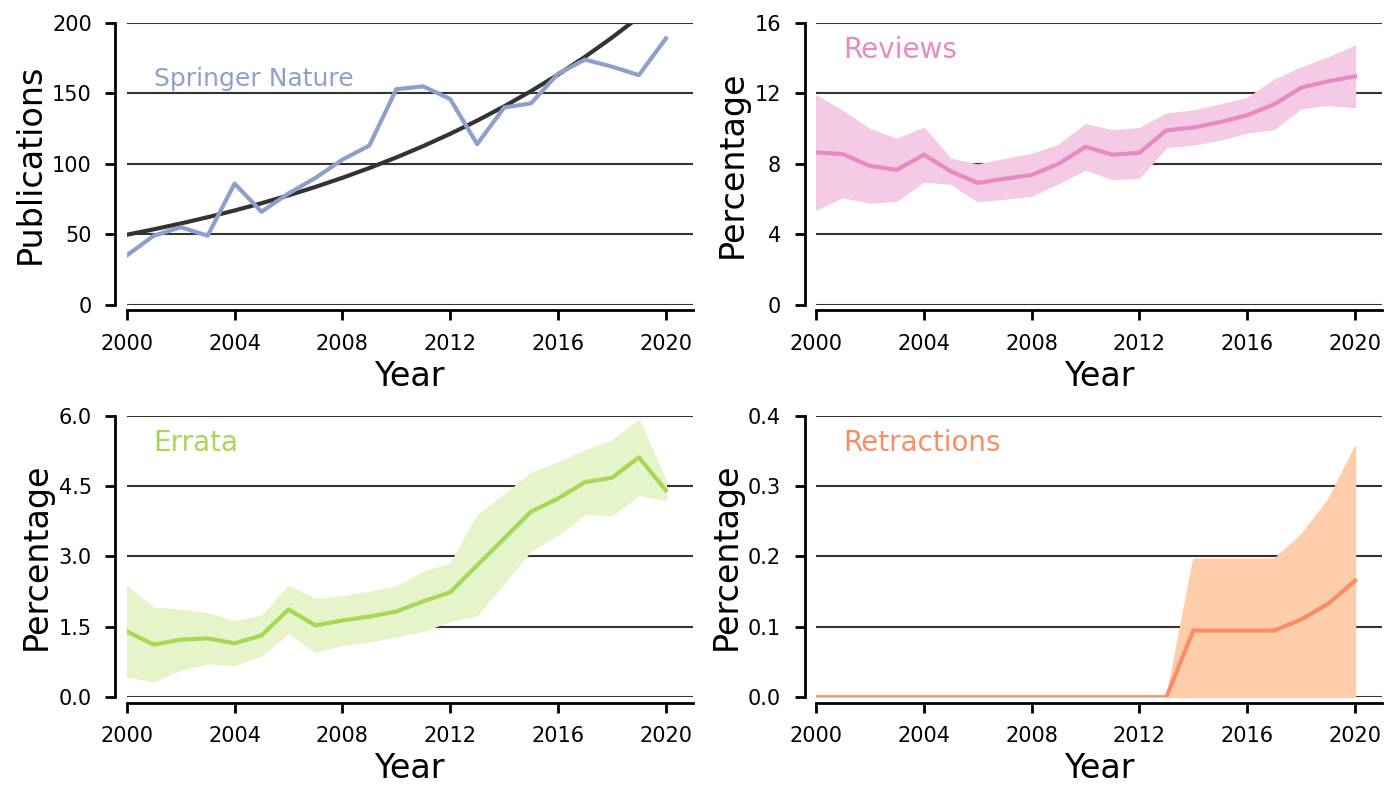 Publications
200
150
100
50
0
Springer Nature
2000 2004 2008 2012 2016 2020
Year
Percentage
16
12
8
4
0
Reviews
2000 2004 2008 2012 2016 2020
Year
Percentage
6.0
4.5
3.0
1.5
0.0
Errata
2000 2004 2008 2012 2016 2020
Year
Percentage
0.4
0.3
0.2
0.1
0.0
Retractions
2000 2004 2008 2012 2016 2020
Year